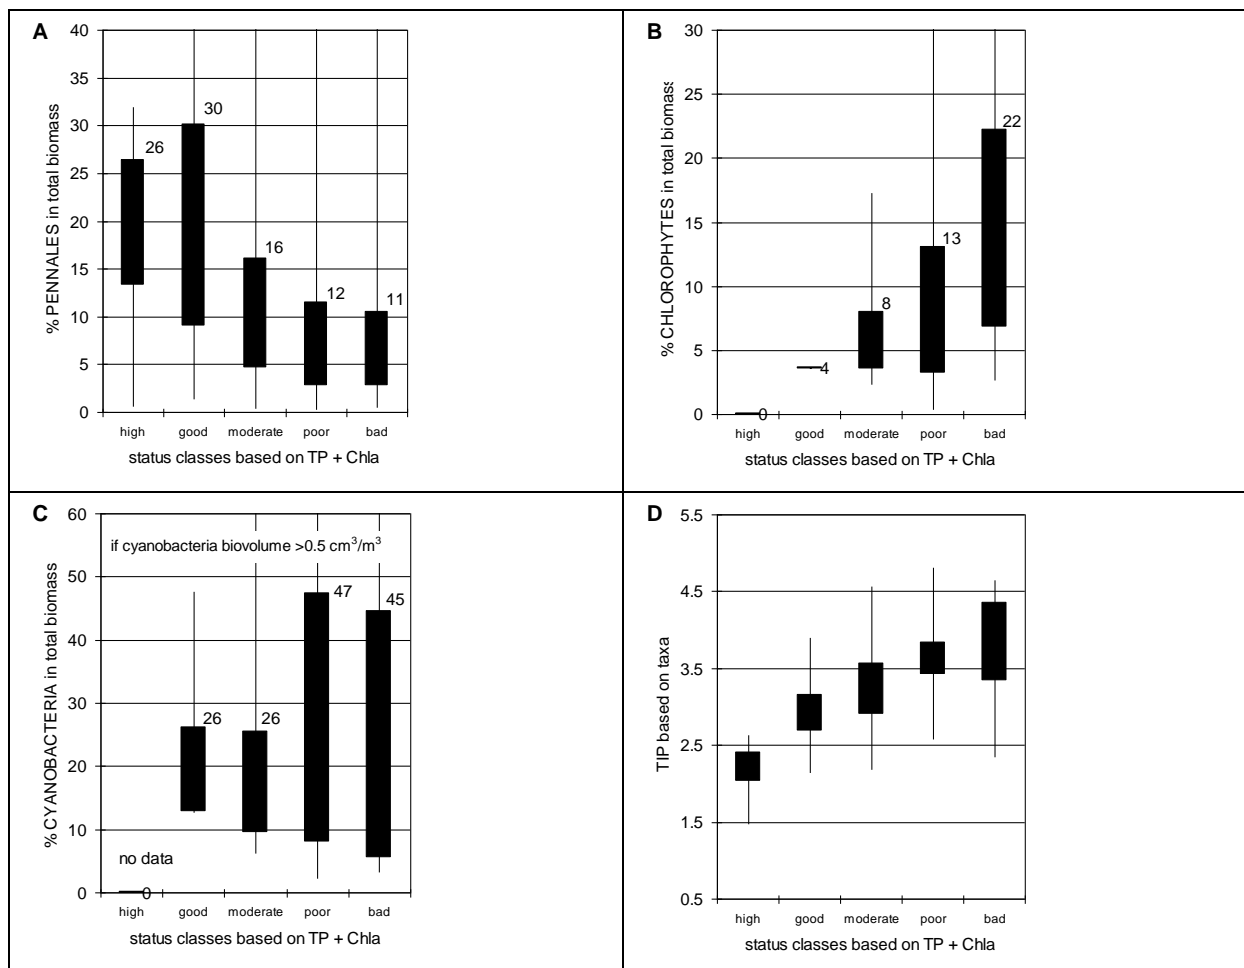 A
% PENNALES in total biomass
40
35
30
25
20
15
10
5
0
26
30
16
12
11
high good moderate poor bad
status classes based on TP + Chla
B
% CHLOROPHYTES in total biomass
30
25
20
15
10
5
0
0
4
8
13
22
high good moderate poor bad
status classes based on TP + Chla
C
% CYANOBACTERIA in total biomass
60
50
40
30
20
10
0
if cyanobacteria biovolume >0.5 cm³/m³
no data
0
26
26
47
45
high good moderate poor bad
status classes based on TP + Chla
D
TIP based on taxa
5.5
4.5
3.5
2.5
1.5
0.5
high good moderate poor bad
status classes based on TP + Chla